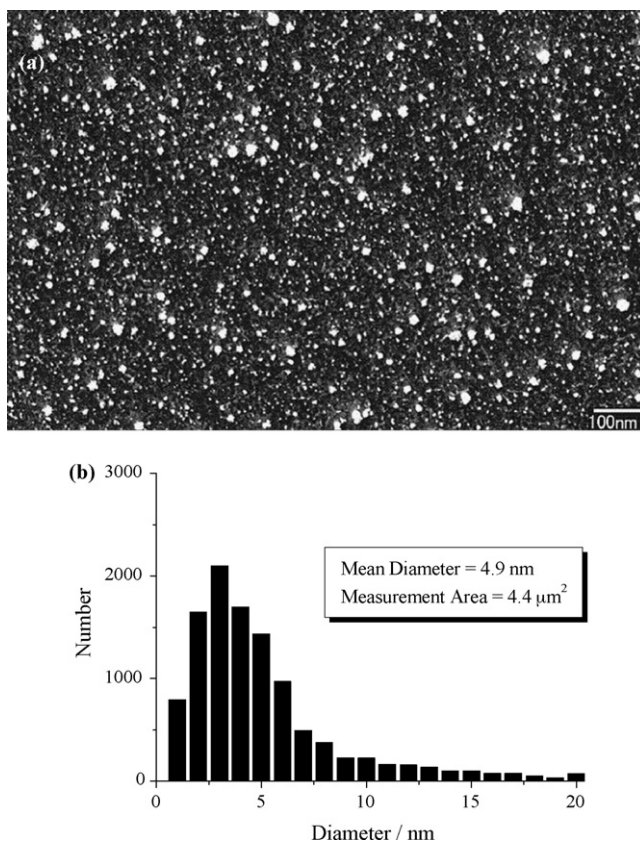 (a)
100nm
(b)
3000
2000
1000
0
Number
Mean Diameter = 4.9 nm
Measurement Area = 4.4 μm²
0
5
10
15
20
Diameter / nm